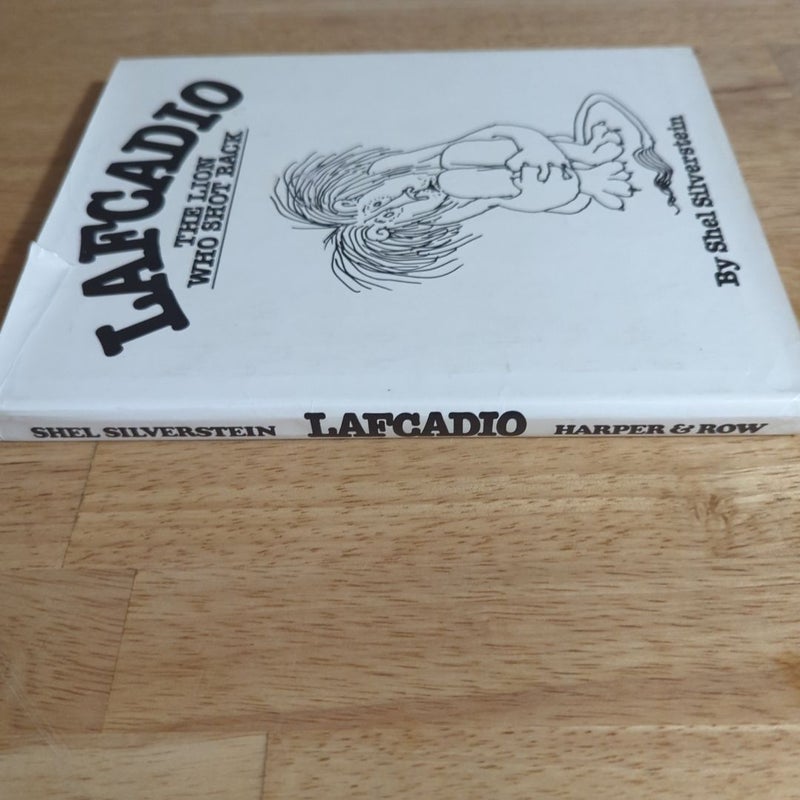 LAFCADIO
THE LION
WHO SHOT BACK
By Shel Silverstein
SHEL SILVERSTEIN LAFCADIO HARPER & ROW